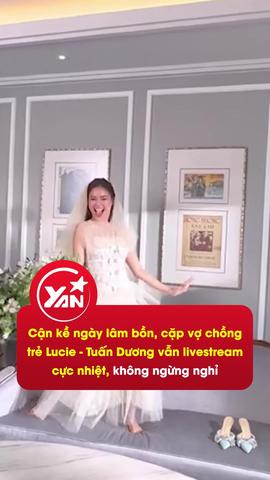 YAN
Cận kề ngày lâm bồn, cặp vợ chồng
trẻ Lucie - Tuấn Dương vẫn livestream
cực nhiệt, không ngừng nghỉ